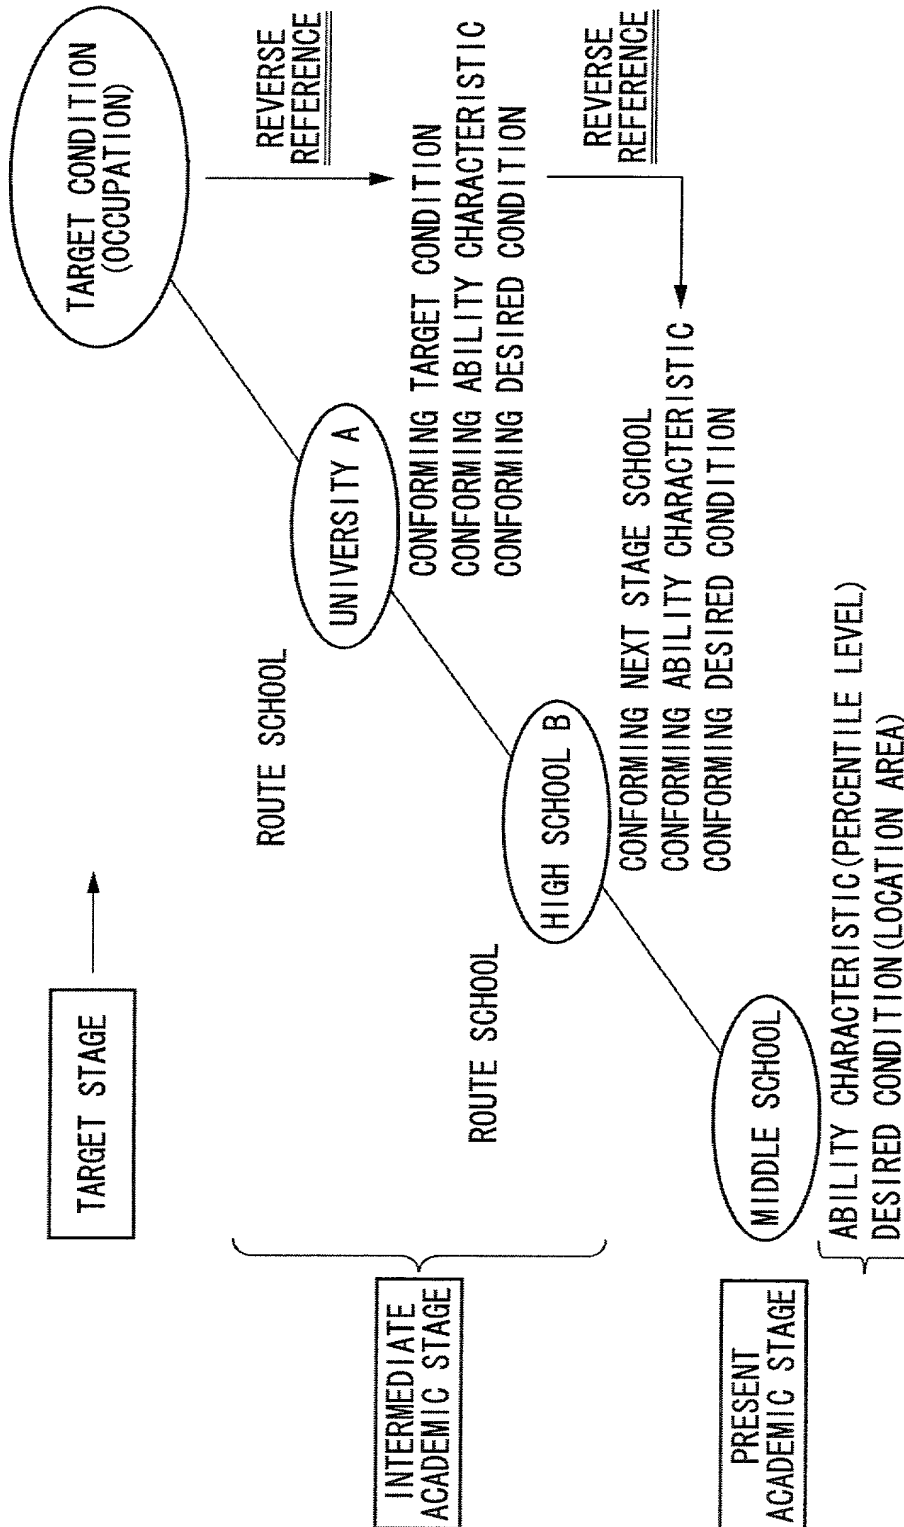 TARGET STAGE
TARGET CONDITION
(OCCUPATION)
REVERSE
REFERENCE
INTERMEDIATE
ACADEMIC STAGE
ROUTE SCHOOL
UNIVERSITY A
CONFORMING TARGET CONDITION
CONFORMING ABILITY CHARACTERISTIC
CONFORMING DESIRED CONDITION
REVERSE
REFERENCE
ROUTE SCHOOL
HIGH SCHOOL B
CONFORMING NEXT STAGE SCHOOL
CONFORMING ABILITY CHARACTERISTIC
CONFORMING DESIRED CONDITION
PRESENT
ACADEMIC STAGE
MIDDLE SCHOOL
ABILITY CHARACTERISTIC(PERCENTILE LEVEL)
DESIRED CONDITION(LOCATION AREA)